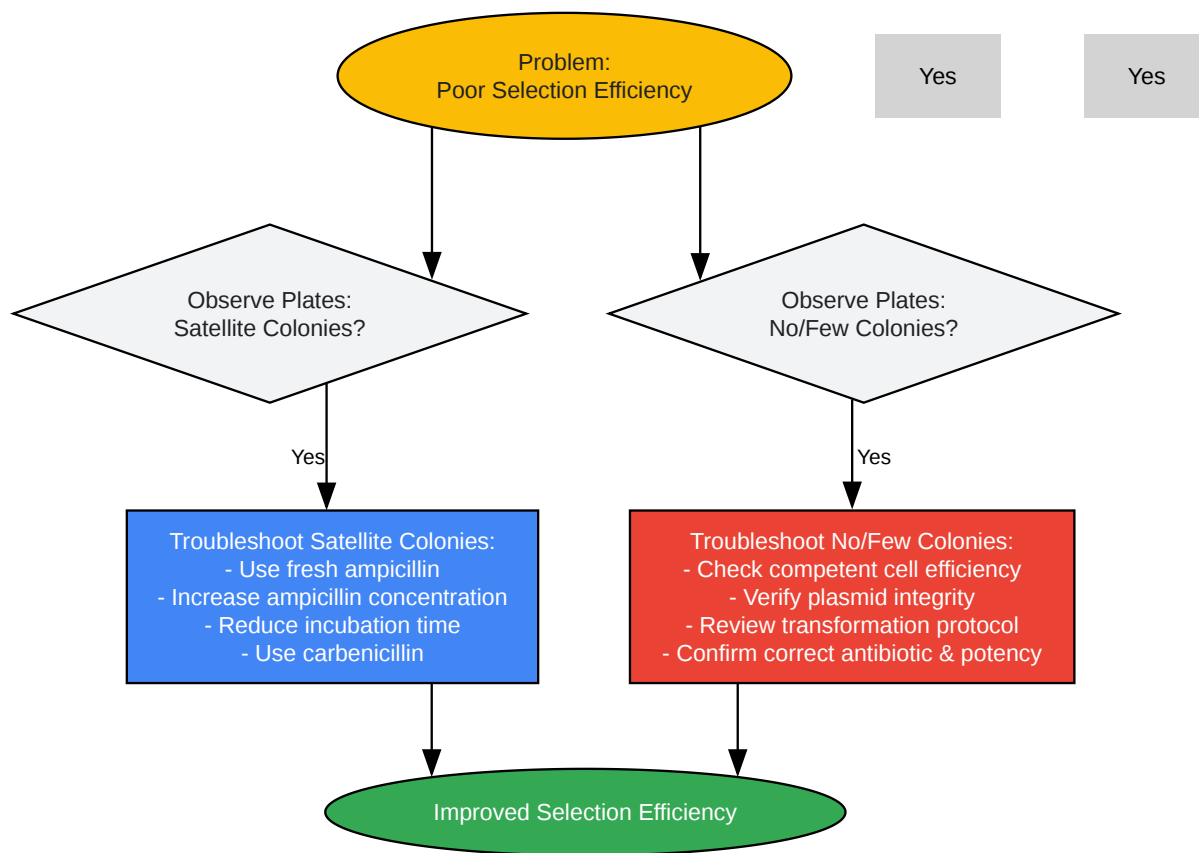 Problem:
Poor Selection Efficiency
Yes
Yes
Observe Plates:
Satellite Colonies?
Observe Plates:
No/Few Colonies?
Yes
Yes
Troubleshoot Satellite Colonies:
- Use fresh ampicillin
- Increase ampicillin concentration
- Reduce incubation time
- Use carbenicillin
Troubleshoot No/Few Colonies:
- Check competent cell efficiency
- Verify plasmid integrity
- Review transformation protocol
- Confirm correct antibiotic & potency
Improved Selection Efficiency